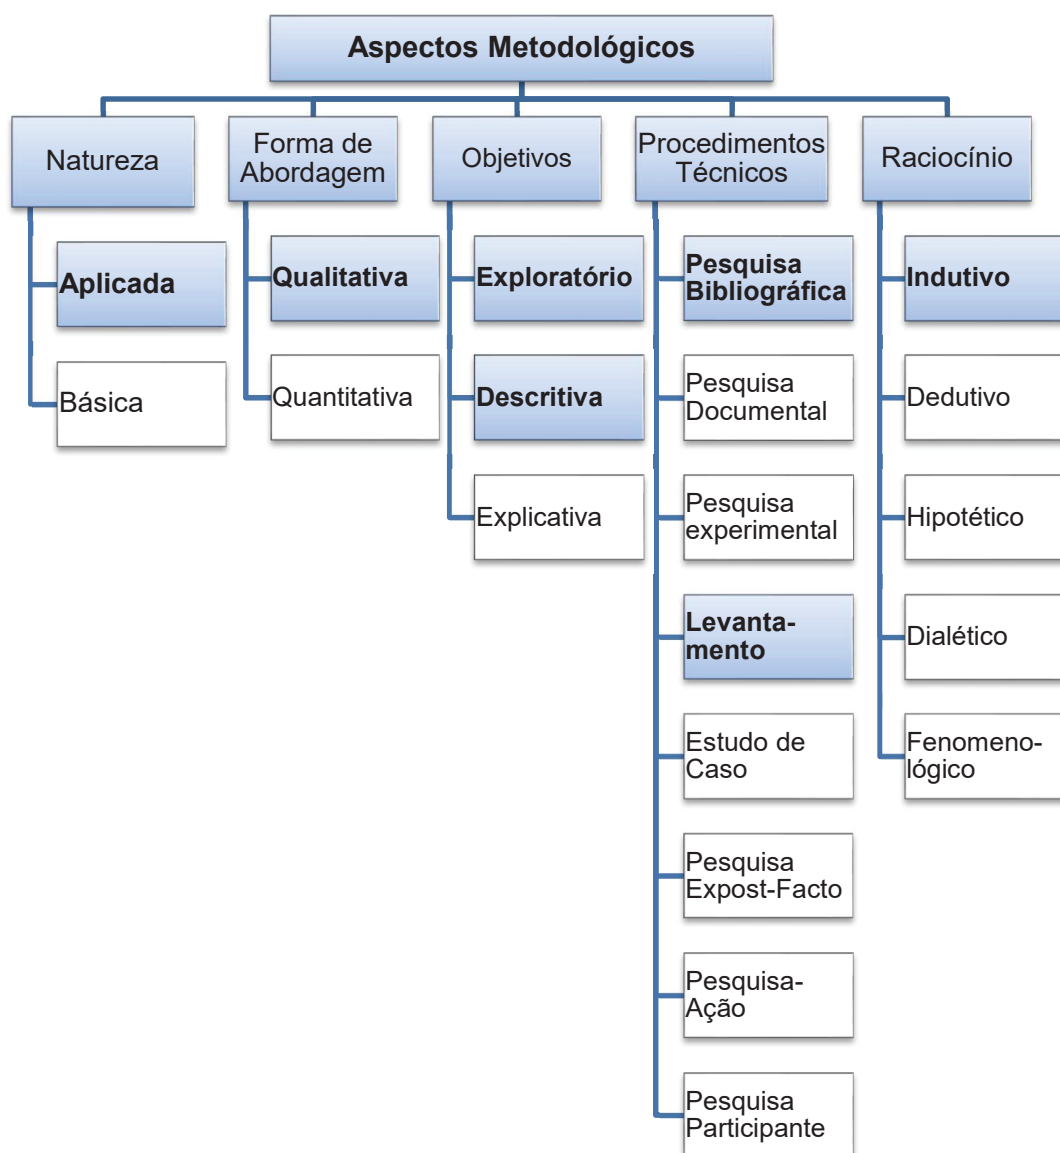 Aspectos Metodológicos
Natureza
Aplicada
Básica
Forma de
Abordagem
Qualitativa
Quantitativa
Objetivos
Exploratório
Descritiva
Explicativa
Procedimentos
Técnicos
Pesquisa
Bibliográfica
Pesquisa
Documental
Pesquisa
experimental
Levanta-
mento
Estudo de
Caso
Pesquisa
Expost-Facto
Pesquisa-
Ação
Pesquisa
Participante
Raciocínio
Indutivo
Dedutivo
Hipotético
Dialético
Fenomeno-
lógico